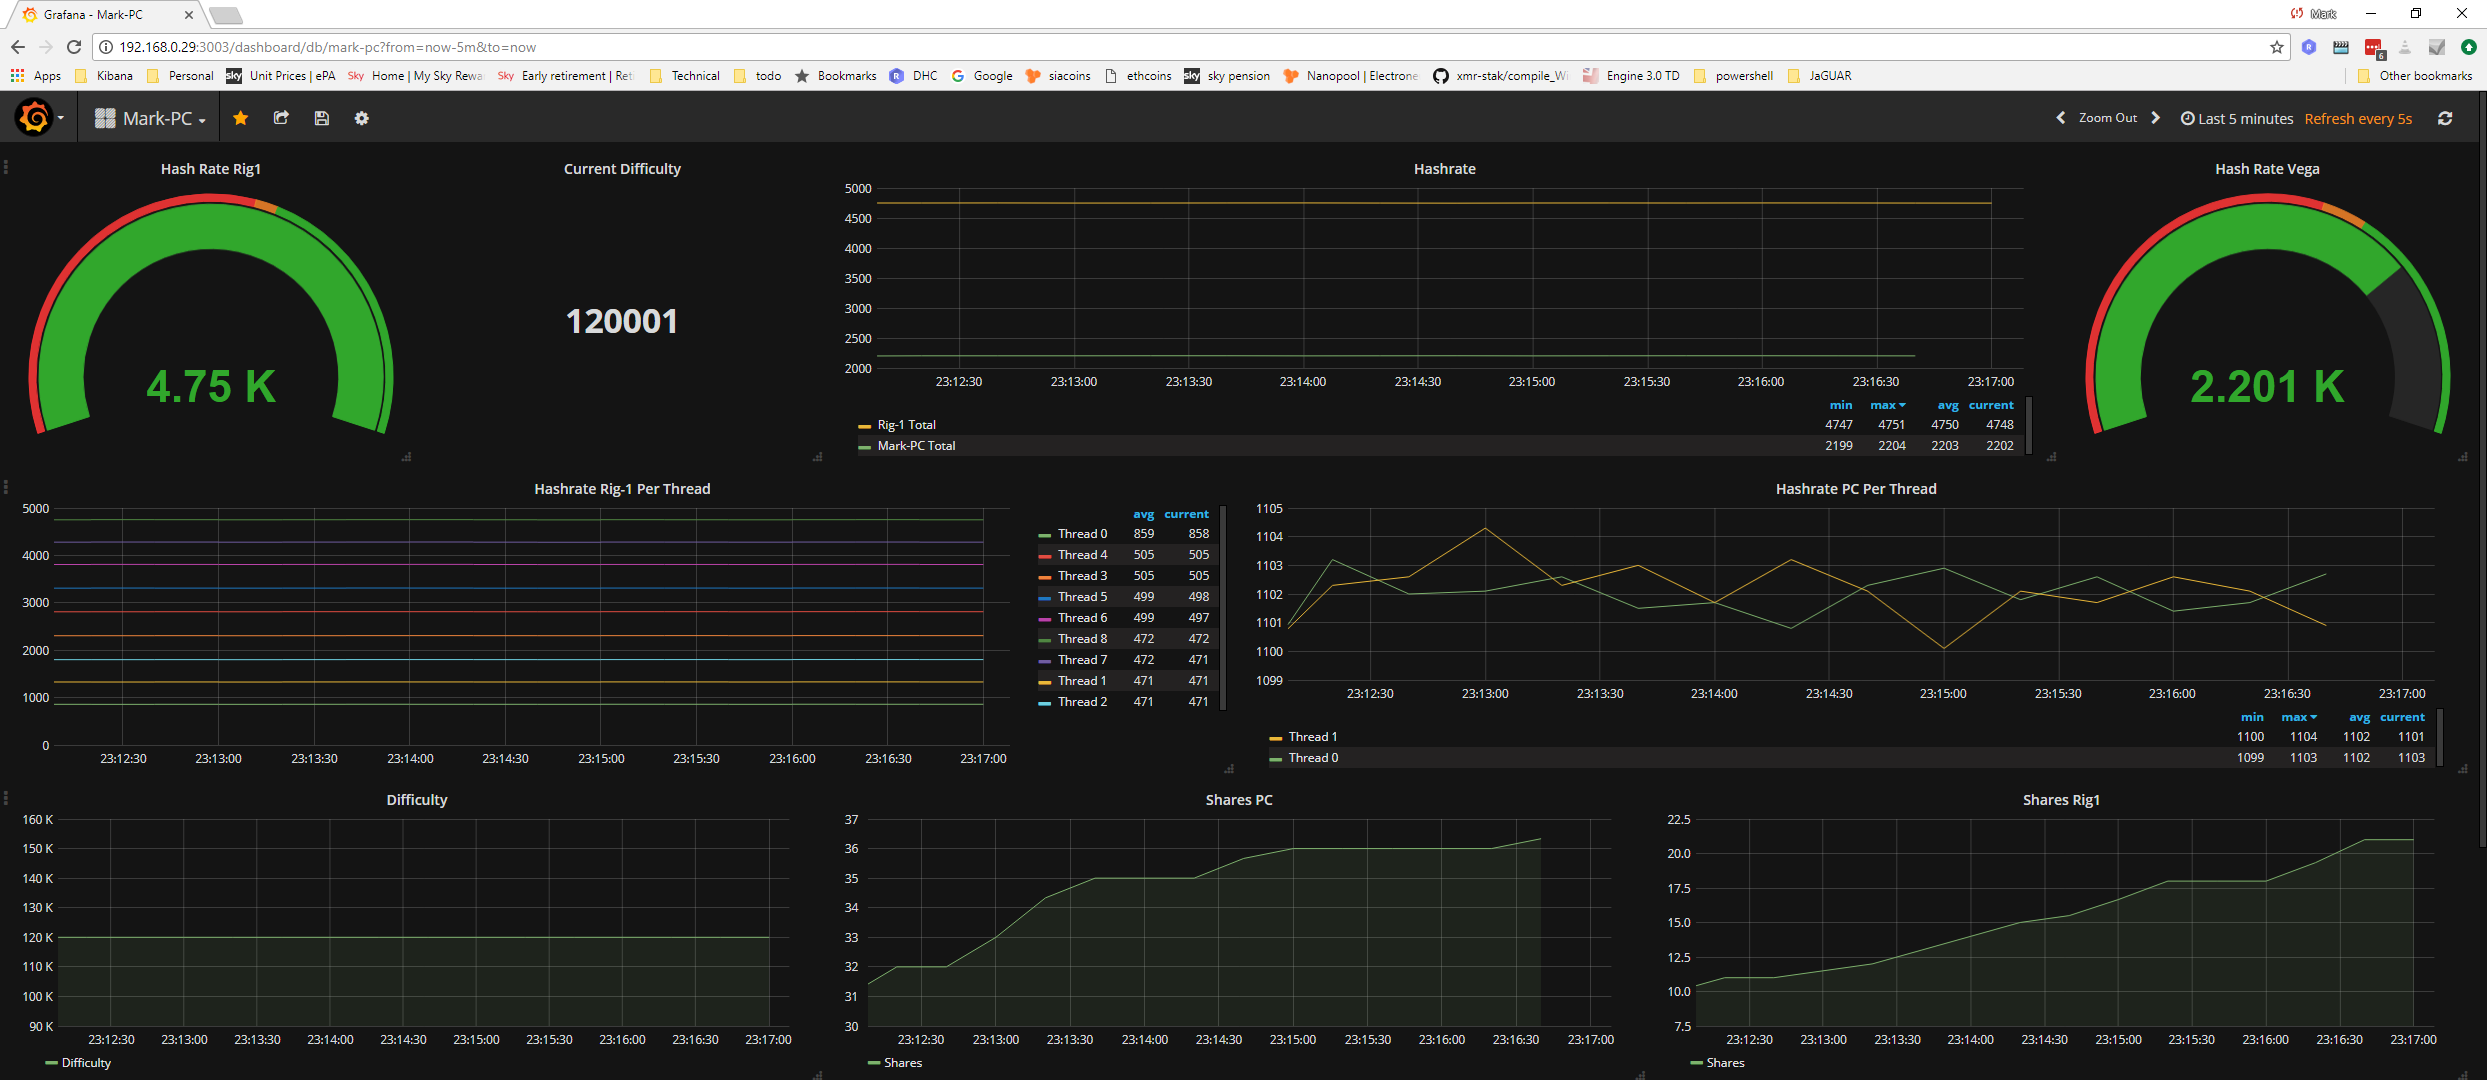 Grafana - Mark-PC
Mark
192.168.0.29:3003/dashboard/db/mark-pc?from=now-5m&to=now
6
Apps Kibana Personal sky Unit Prices | ePA Sky Home | My Sky Rewa Sky Early retirement | Reti Technical todo Bookmarks R DHC G Google siacoins ethcoins sky sky pension Nanopool | Electrone xmr-stak/compile_Wi Engine 3.0 TD powershell JaGUAR Other bookmarks
Mark-PC Zoom Out Last 5 minutes Refresh every 5s
Hash Rate Rig1
4.75 K
Current Difficulty
120001
Hashrate
5000
4500
4000
3500
3000
2500
2000
23:12:30 23:13:00 23:13:30 23:14:00 23:14:30 23:15:00 23:15:30 23:16:00 23:16:30 23:17:00
min max avg current
Rig-1 Total 4747 4751 4750 4748
Mark-PC Total 2199 2204 2203 2202
Hash Rate Vega
2.201 K
Hashrate Rig-1 Per Thread
5000
4000
3000
2000
1000
0
23:12:30 23:13:00 23:13:30 23:14:00 23:14:30 23:15:00 23:15:30 23:16:00 23:16:30 23:17:00
avg current
Thread 0 859 858
Thread 4 505 505
Thread 3 505 505
Thread 5 499 498
Thread 6 499 497
Thread 8 472 472
Thread 7 472 471
Thread 1 471 471
Thread 2 471 471
Hashrate PC Per Thread
1105
1104
1103
1102
1101
1100
1099
23:12:30 23:13:00 23:13:30 23:14:00 23:14:30 23:15:00 23:15:30 23:16:00 23:16:30 23:17:00
min max avg current
Thread 1 1100 1104 1102 1101
Thread 0 1099 1103 1102 1103
Difficulty
160 K
150 K
140 K
130 K
120 K
110 K
100 K
90 K
23:12:30 23:13:00 23:13:30 23:14:00 23:14:30 23:15:00 23:15:30 23:16:00 23:16:30 23:17:00
Difficulty
Shares PC
37
36
35
34
33
32
31
30
23:12:30 23:13:00 23:13:30 23:14:00 23:14:30 23:15:00 23:15:30 23:16:00 23:16:30 23:17:00
Shares
Shares Rig1
22.5
20.0
17.5
15.0
12.5
10.0
7.5
23:12:30 23:13:00 23:13:30 23:14:00 23:14:30 23:15:00 23:15:30 23:16:00 23:16:30 23:17:00
Shares